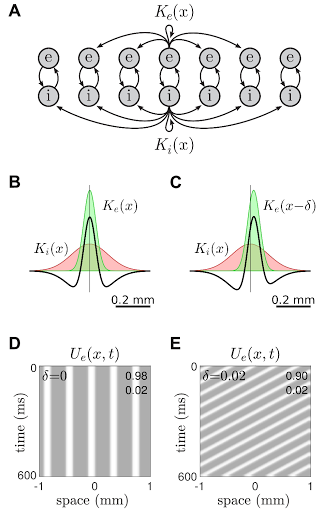 A
K_e(x)
e e e e e e e
i i i i i i i
K_i(x)
B
K_e(x)
K_i(x)
0.2 mm
C
K_e(x−δ)
K_i(x)
0.2 mm
D
U_e(x, t)
δ=0
0.98
0.02
0
time (ms)
600
-1 0 1
space (mm)
E
U_e(x, t)
δ=0.02
0.90
0.02
0
time (ms)
600
-1 0 1
space (mm)